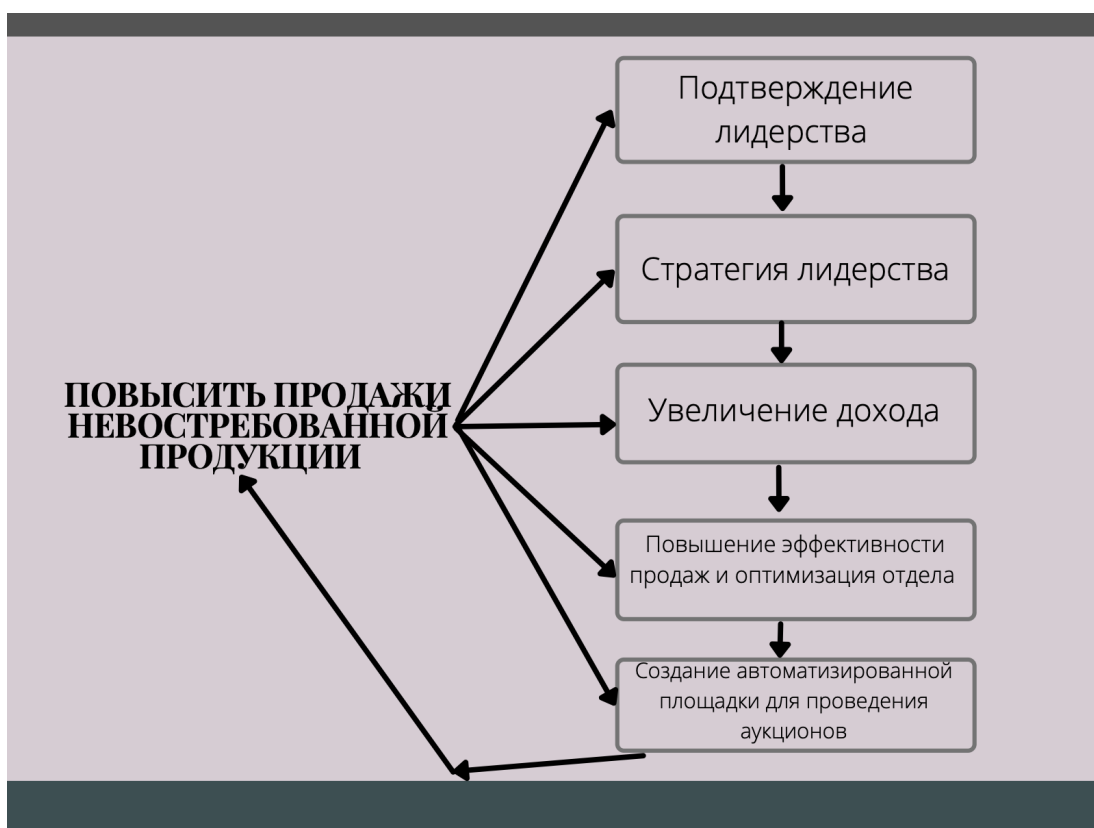 Подтверждение
лидерства
Стратегия лидерства
ПОВЫСИТЬ ПРОДАЖИ
НЕВОСТРЕБОВАННОЙ
ПРОДУКЦИИ
Увеличение дохода
Повышение эффективности
продаж и оптимизация отдела
Создание автоматизированной
площадки для проведения
аукционов